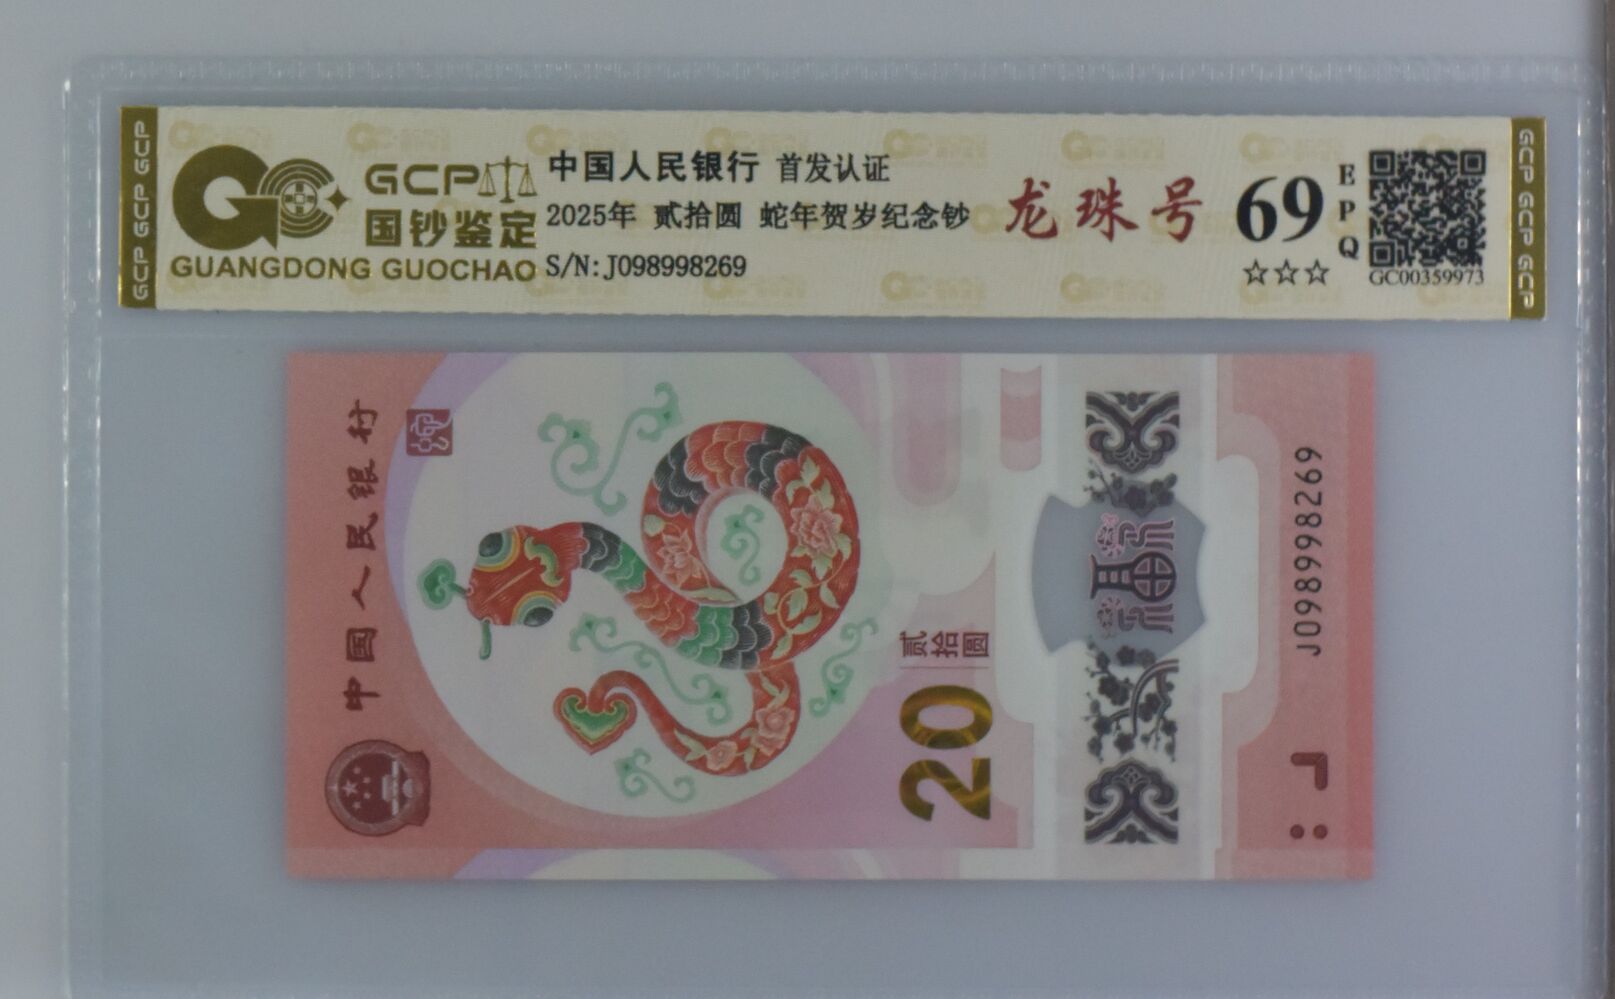 GCP GCP GCP
GCP
国钞鉴定
GUANGDONG GUOCHAO
中国人民银行 首发认证
2025年 贰拾圆 蛇年贺岁纪念钞
S/N:J098998269
龙珠号
69
EPQ
☆☆☆
GC00359973
GCP GCP GCP
中国人民银行
贰拾圆
20
J098998269